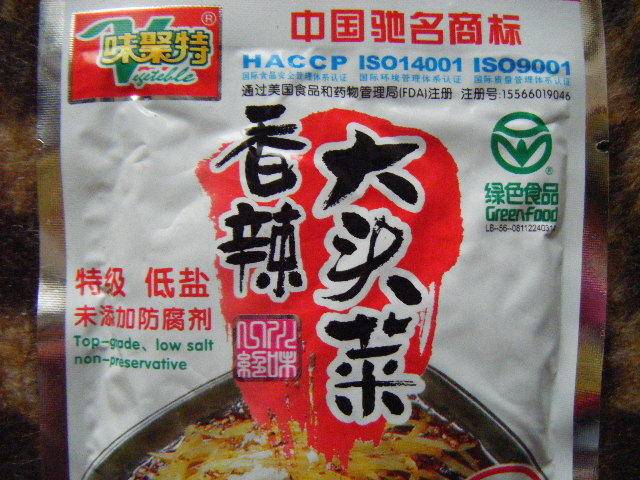 中国驰名商标
味聚特®
Vgiteble
HACCP ISO14001 ISO9001
国际食品安全管理体系认证 国际环境管理体系认证 国际质量管理体系认证
通过美国食品和药物管理局(FDA)注册 注册号:15566019046
香辣
大头菜
绿色食品®
GreenFood
特级 低盐
未添加防腐剂
Top-grade、low salt
non-preservative